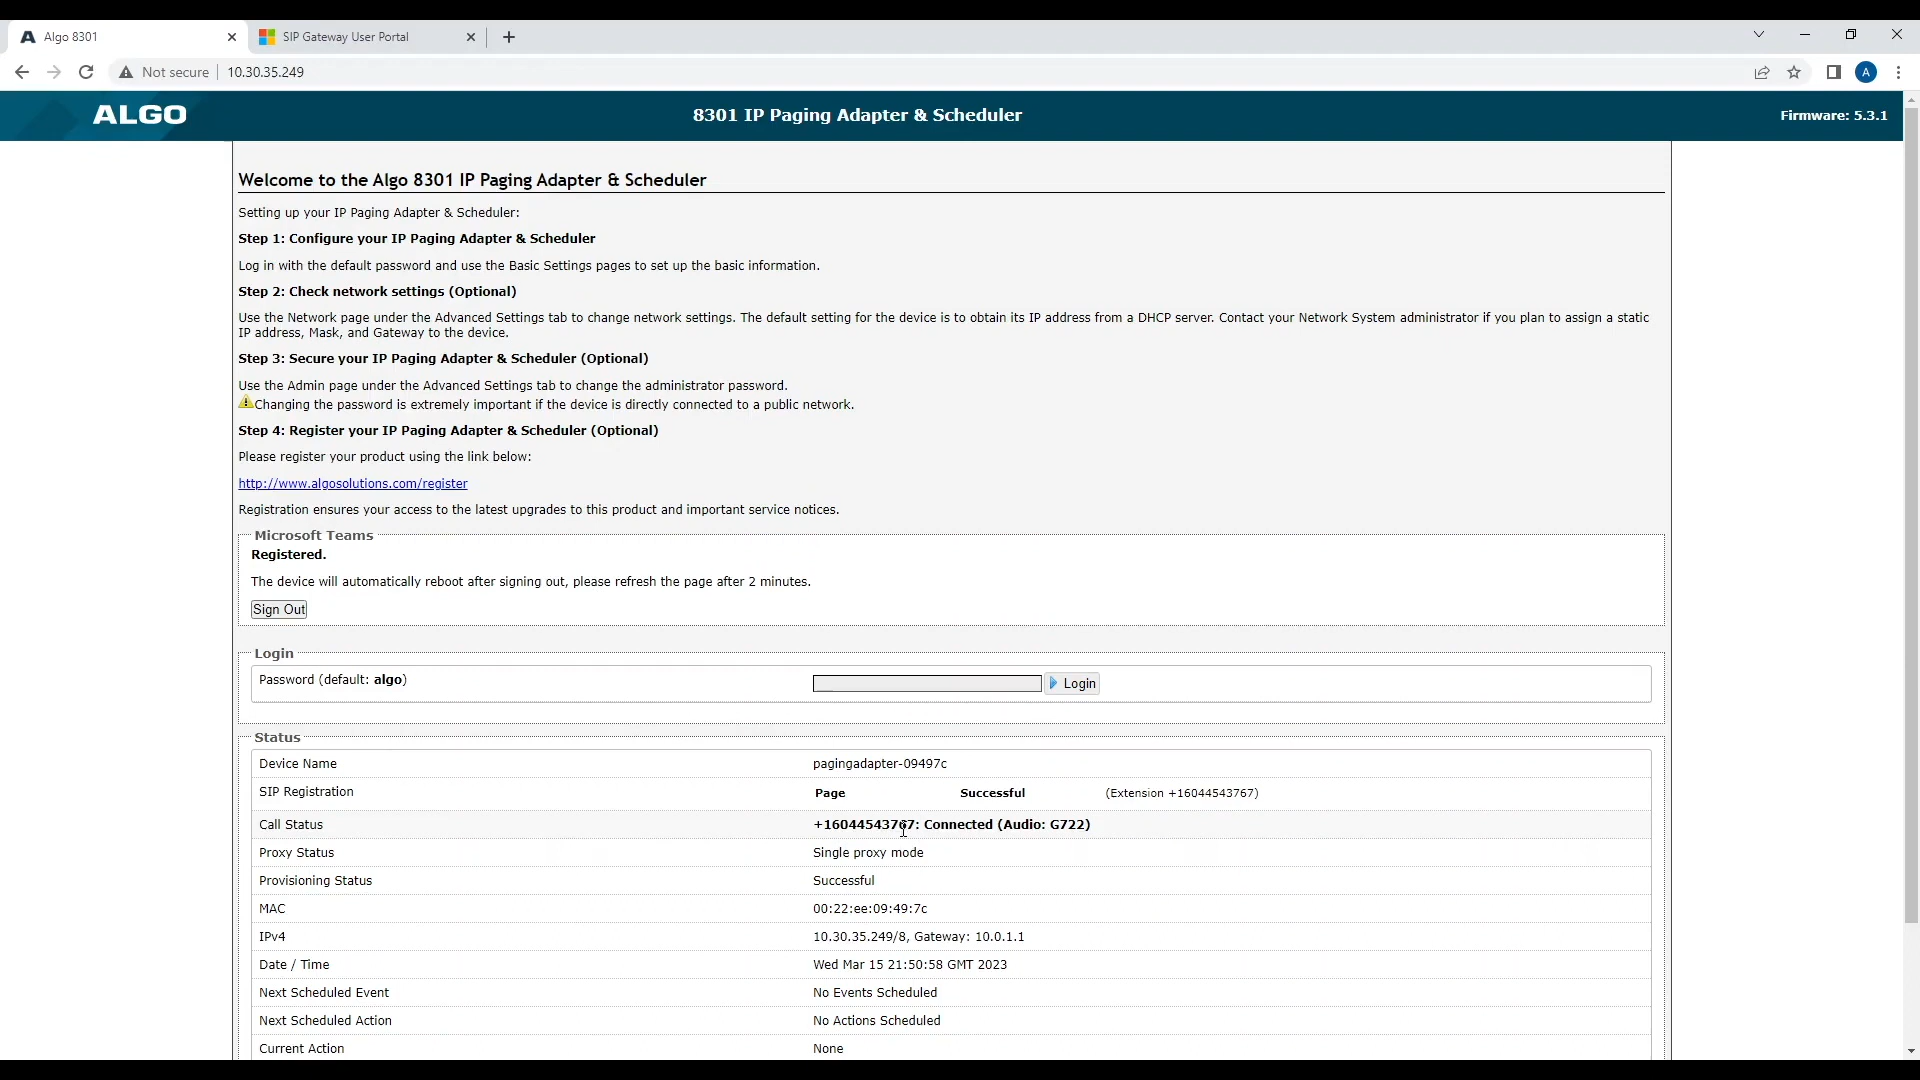 Algo 8301
SIP Gateway User Portal
Not secure
10.30.35.249
A
ALGO
8301 IP Paging Adapter & Scheduler
Firmware: 5.3.1
Welcome to the Algo 8301 IP Paging Adapter & Scheduler
Setting up your IP Paging Adapter & Scheduler:
Step 1: Configure your IP Paging Adapter & Scheduler
Log in with the default password and use the Basic Settings pages to set up the basic information.
Step 2: Check network settings (Optional)
Use the Network page under the Advanced Settings tab to change network settings. The default setting for the device is to obtain its IP address from a DHCP server. Contact your Network System administrator if you plan to assign a static
IP address, Mask, and Gateway to the device.
Step 3: Secure your IP Paging Adapter & Scheduler (Optional)
Use the Admin page under the Advanced Settings tab to change the administrator password.
Changing the password is extremely important if the device is directly connected to a public network.
Step 4: Register your IP Paging Adapter & Scheduler (Optional)
Please register your product using the link below:
http://www.algosolutions.com/register
Registration ensures your access to the latest upgrades to this product and important service notices.
Microsoft Teams
Registered.
The device will automatically reboot after signing out, please refresh the page after 2 minutes.
Sign Out
Login
Password (default: algo)
Login
Status
Device Name pagingadapter-09497c
SIP Registration Page Successful (Extension +16044543767)
Call Status +16044543767: Connected (Audio: G722)
Proxy Status Single proxy mode
Provisioning Status Successful
MAC 00:22:ee:09:49:7c
IPv4 10.30.35.249/8, Gateway: 10.0.1.1
Date / Time Wed Mar 15 21:50:58 GMT 2023
Next Scheduled Event No Events Scheduled
Next Scheduled Action No Actions Scheduled
Current Action None